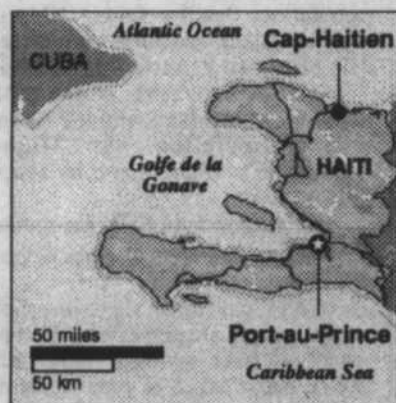 Atlantic Ocean
Cap-Haitien
CUBA
Golfe de la
Gonave
HAITI
50 miles
50 km
Port-au-Prince
Caribbean Sea